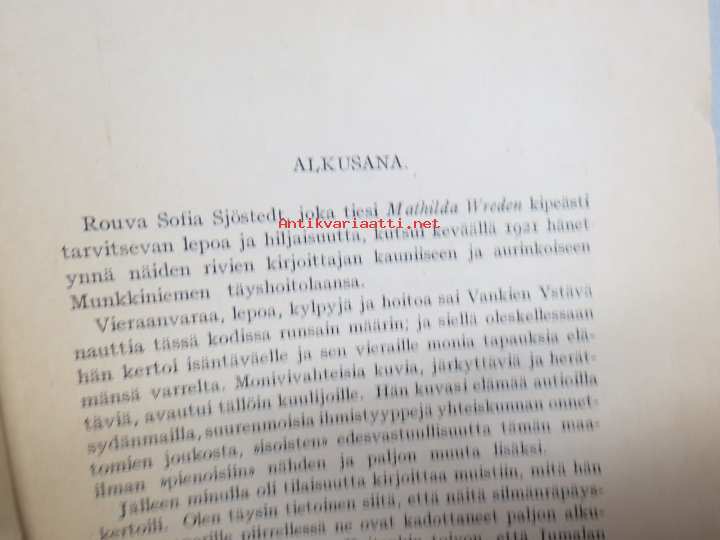 ALKUSANA.
Rouva Sofia Sjöstedt, joka tiesi Mathilda Wreden kipeästi
Antikvariaatti.net
tarvitsevan lepoa ja hiljaisuutta, kutsui keväällä 1921 hänet
ynnä näiden rivien kirjoittajan kauniiseen ja aurinkoiseen
Munkkiniemen täyshoitolaansa.
Vieraanvaraa, lepoa, kylpyjä ja hoitoa sai Vankien Ystävä
nauttia tässä kodissa runsain määrin; ja siellä oleskellessaan
hän kertoi isäntäväelle ja sen vieraille monia tapauksia elä-
mänsä varrelta. Monivivahteisia kuvia, järkyttäviä ja herät-
täviä, avautui tällöin kuulijoille. Hän kuvasi elämää autioilla
sydänmailla, suurenmoisia ihmistyyppejä yhteiskunnan onnet-
tomien joukosta, »isoisten» edesvastuullisuutta tämän maa-
ilman »pienoisiin» nähden ja paljon muuta lisäksi.
Jälleen minulla oli tilaisuutta kirjoittaa muistiin, mitä hän
kertoili. Olen täysin tietoinen siitä, että näitä silmänräpäys-
piirrellessä ne ovat kadottaneet paljon alku-
toivon, että Jumalan